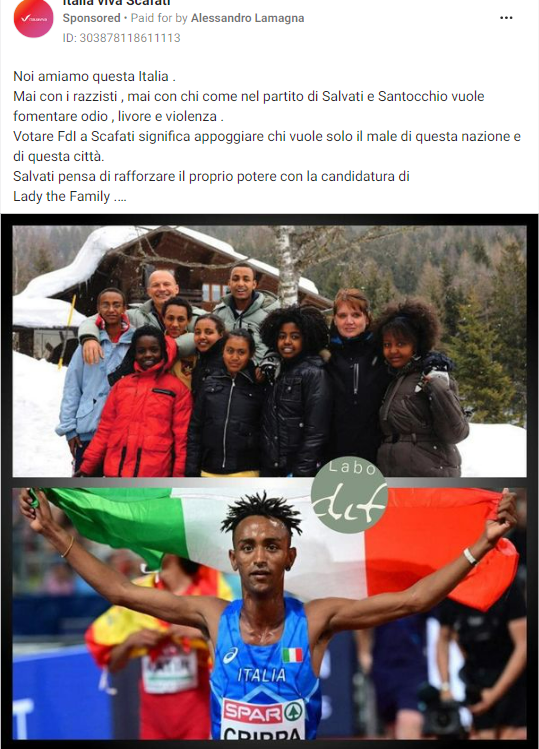 Italia Viva Scafati
Sponsored • Paid for by Alessandro Lamagna
ID: 303878118611113
Noi amiamo questa Italia .
Mai con i razzisti , mai con chi come nel partito di Salvati e Santocchio vuole
fomentare odio , livore e violenza .
Votare FdI a Scafati significa appoggiare chi vuole solo il male di questa nazione e
di questa città.
Salvati pensa di rafforzare il proprio potere con la candidatura di
Lady the Family ....
Labo
dcf
ITALIA
SPAR
CRIPPA